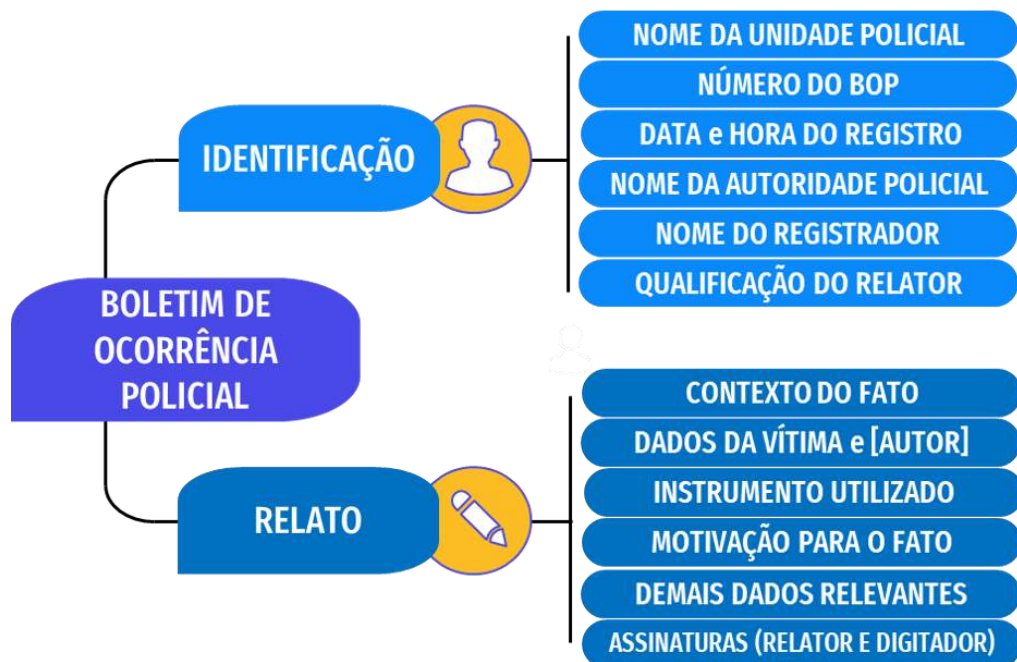 BOLETIM DE
OCORRÊNCIA
POLICIAL
IDENTIFICAÇÃO
NOME DA UNIDADE POLICIAL
NÚMERO DO BOP
DATA e HORA DO REGISTRO
NOME DA AUTORIDADE POLICIAL
NOME DO REGISTRADOR
QUALIFICAÇÃO DO RELATOR
RELATO
CONTEXTO DO FATO
DADOS DA VÍTIMA e [AUTOR]
INSTRUMENTO UTILIZADO
MOTIVAÇÃO PARA O FATO
DEMAIS DADOS RELEVANTES
ASSINATURAS (RELATOR E DIGITADOR)